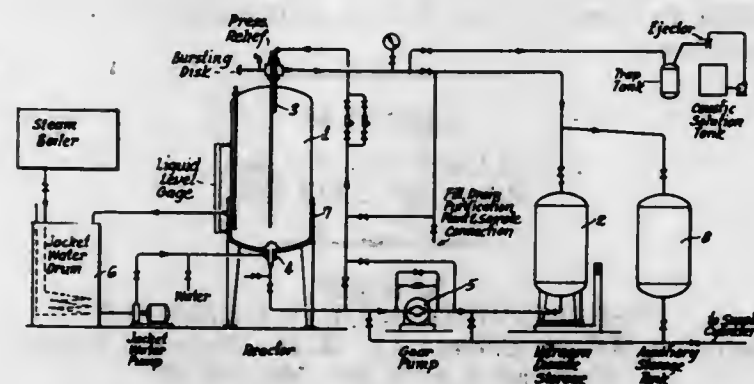 Press.
Relief
Bursting
Disk
Ejector
Trap
Tank
Caustic
Solution
Tank
Steam
Boiler
3
1
Liquid
Level
Gage
7
Fill, Drain
Purification
Connection
2
8
Jacket
Water
Drum
6
4
5
Water
to Supply
Cylinder
Jacket
Water
Pump
Reactor
Gear
Pump
Storage
Auxiliary
Storage
Tank